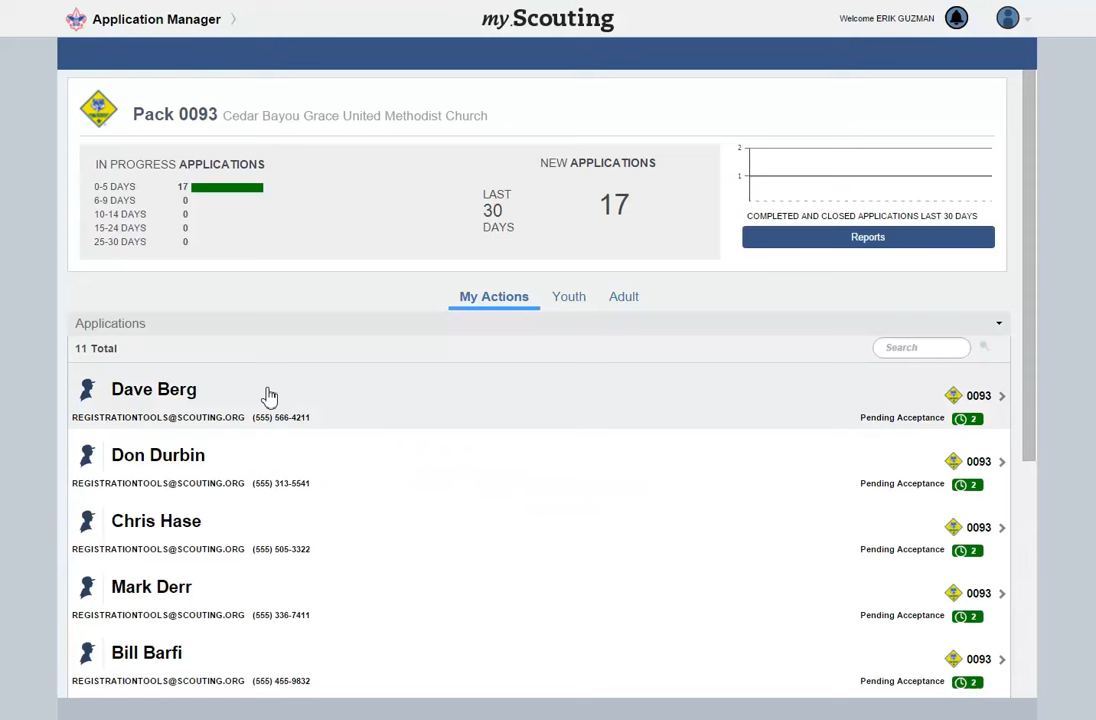 Application Manager
my.Scouting
Welcome ERIK GUZMAN
Pack 0093 Cedar Bayou Grace United Methodist Church
IN PROGRESS APPLICATIONS
0-5 DAYS 17
6-9 DAYS 0
10-14 DAYS 0
15-24 DAYS 0
25-30 DAYS 0
NEW APPLICATIONS
LAST
30
DAYS
17
2
1
COMPLETED AND CLOSED APPLICATIONS LAST 30 DAYS
Reports
My Actions Youth Adult
Applications
11 Total
Search
Dave Berg
0093
REGISTRATIONTOOLS@SCOUTING.ORG (555) 566-4211
Pending Acceptance 2
Don Durbin
0093
REGISTRATIONTOOLS@SCOUTING.ORG (555) 313-5541
Pending Acceptance 2
Chris Hase
0093
REGISTRATIONTOOLS@SCOUTING.ORG (555) 505-3322
Pending Acceptance 2
Mark Derr
0093
REGISTRATIONTOOLS@SCOUTING.ORG (555) 336-7411
Pending Acceptance 2
Bill Barfi
0093
REGISTRATIONTOOLS@SCOUTING.ORG (555) 455-9832
Pending Acceptance 2